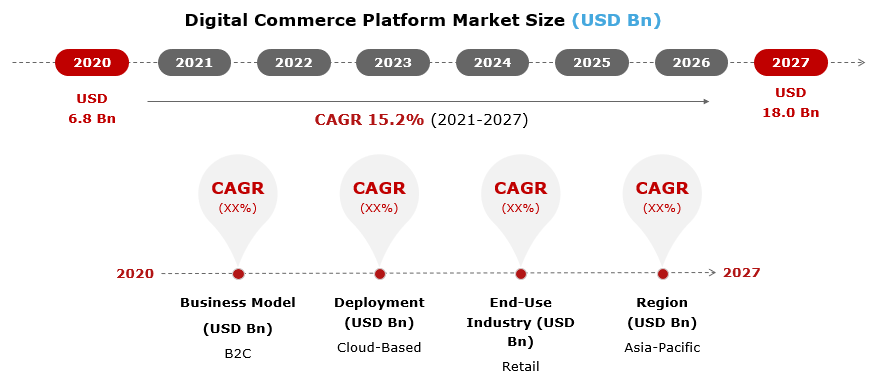 Digital Commerce Platform Market Size (USD Bn)
2020 2021 2022 2023 2024 2025 2026 2027
USD
6.8 Bn
USD
18.0 Bn
CAGR 15.2% (2021-2027)
CAGR
(XX%)
CAGR
(XX%)
CAGR
(XX%)
CAGR
(XX%)
2020
2027
Business Model
(USD Bn)
B2C
Deployment
(USD Bn)
Cloud-Based
End-Use
Industry (USD
Bn)
Retail
Region
(USD Bn)
Asia-Pacific